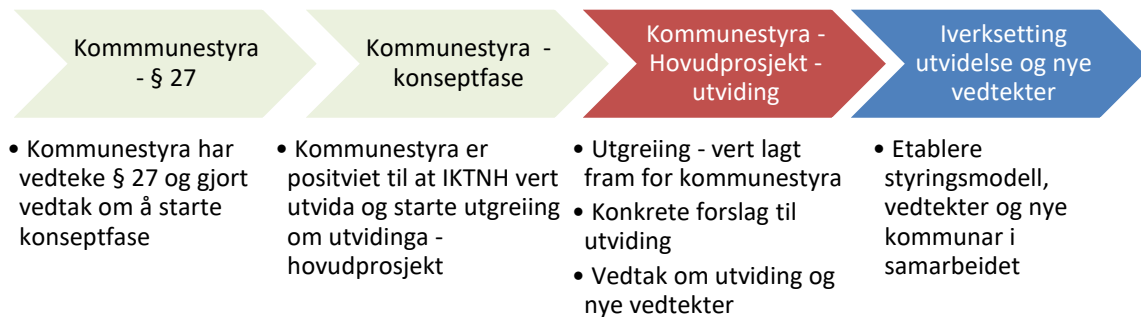 Kommmunestyra
- § 27
Kommunestyra -
konseptfase
Kommunestyra -
Hovudprosjekt -
utviding
Iverksetting
utvidelse og nye
vedtekter
• Kommunestyra har
vedteke § 27 og gjort
vedtak om å starte
konseptfase
• Kommunestyra er
positviet til at IKTNH vert
utvida og starte utgreiing
om utvidinga -
hovudprosjekt
• Utgreiing - vert lagt
fram for kommunestyra
• Konkrete forslag til
utviding
• Vedtak om utviding og
nye vedtekter
• Etablere
styringsmodell,
vedtekter og nye
kommunar i
samarbeidet